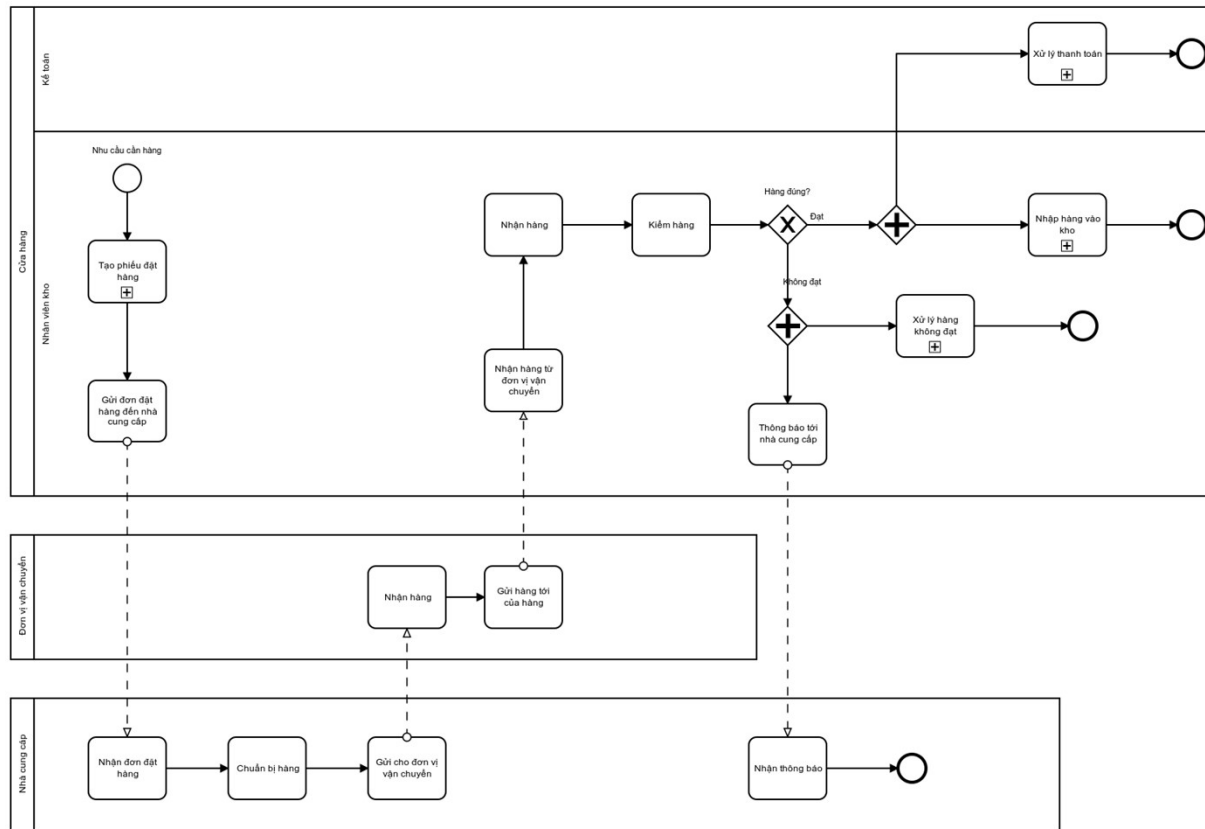 Kế toán
Xử lý thanh toán
Cửa hàng
Nhân viên kho
Nhu cầu cần hàng
Tạo phiếu đặt
hàng
Gửi đơn đặt
hàng đến nhà
cung cấp
Nhận hàng
Kiểm hàng
Hàng đúng?
Đạt
Nhập hàng vào
kho
Không đạt
Xử lý hàng
không đạt
Nhận hàng từ
đơn vị vận
chuyển
Thông báo tới
nhà cung cấp
Đơn vị vận chuyển
Nhận hàng
Gửi hàng tới
của hàng
Nhà cung cấp
Nhận đơn đặt
hàng
Chuẩn bị hàng
Gửi cho đơn vị
vận chuyển
Nhận thông báo